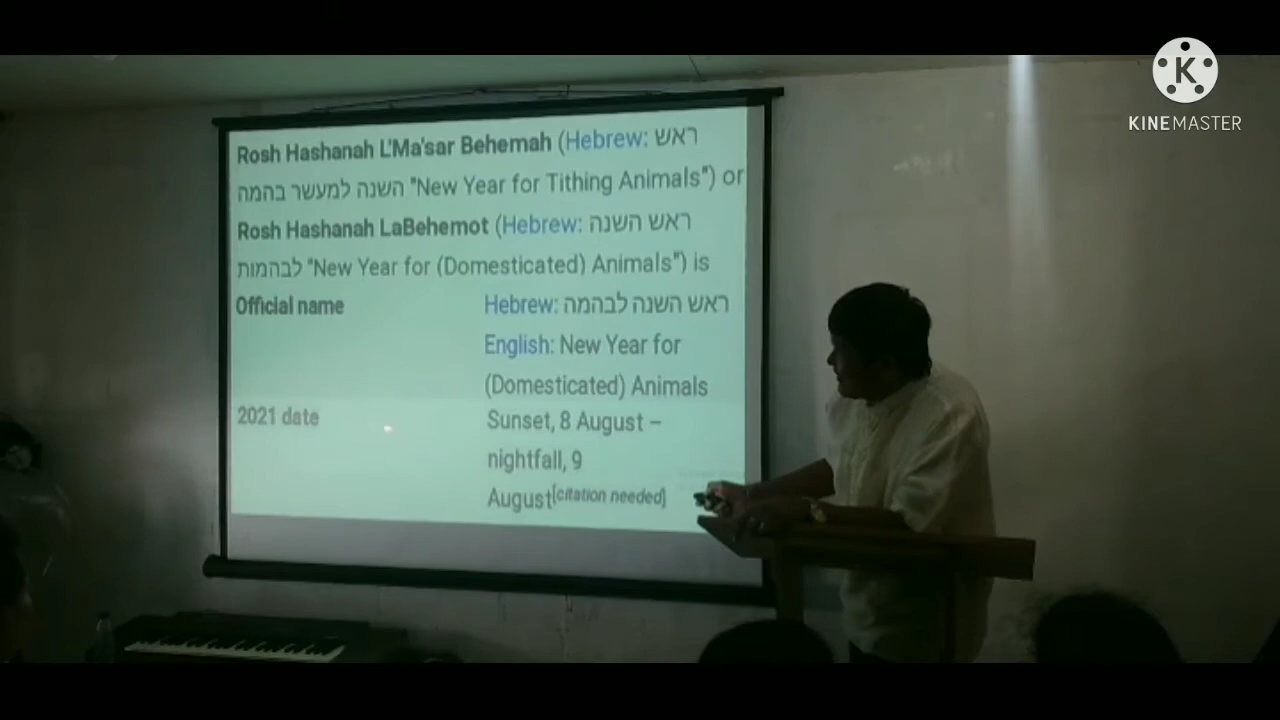 Rosh Hashanah L'Ma'sar Behemah (Hebrew: ראש
השנה למעשר בהמה "New Year for Tithing Animals") or
Rosh Hashanah LaBehemot (Hebrew: ראש השנה
לבהמות "New Year for (Domesticated) Animals") is
Official name Hebrew: ראש השנה לבהמה
English: New Year for
(Domesticated) Animals
2021 date Sunset, 8 August –
nightfall, 9
August[citation needed]
K
KINEMASTER